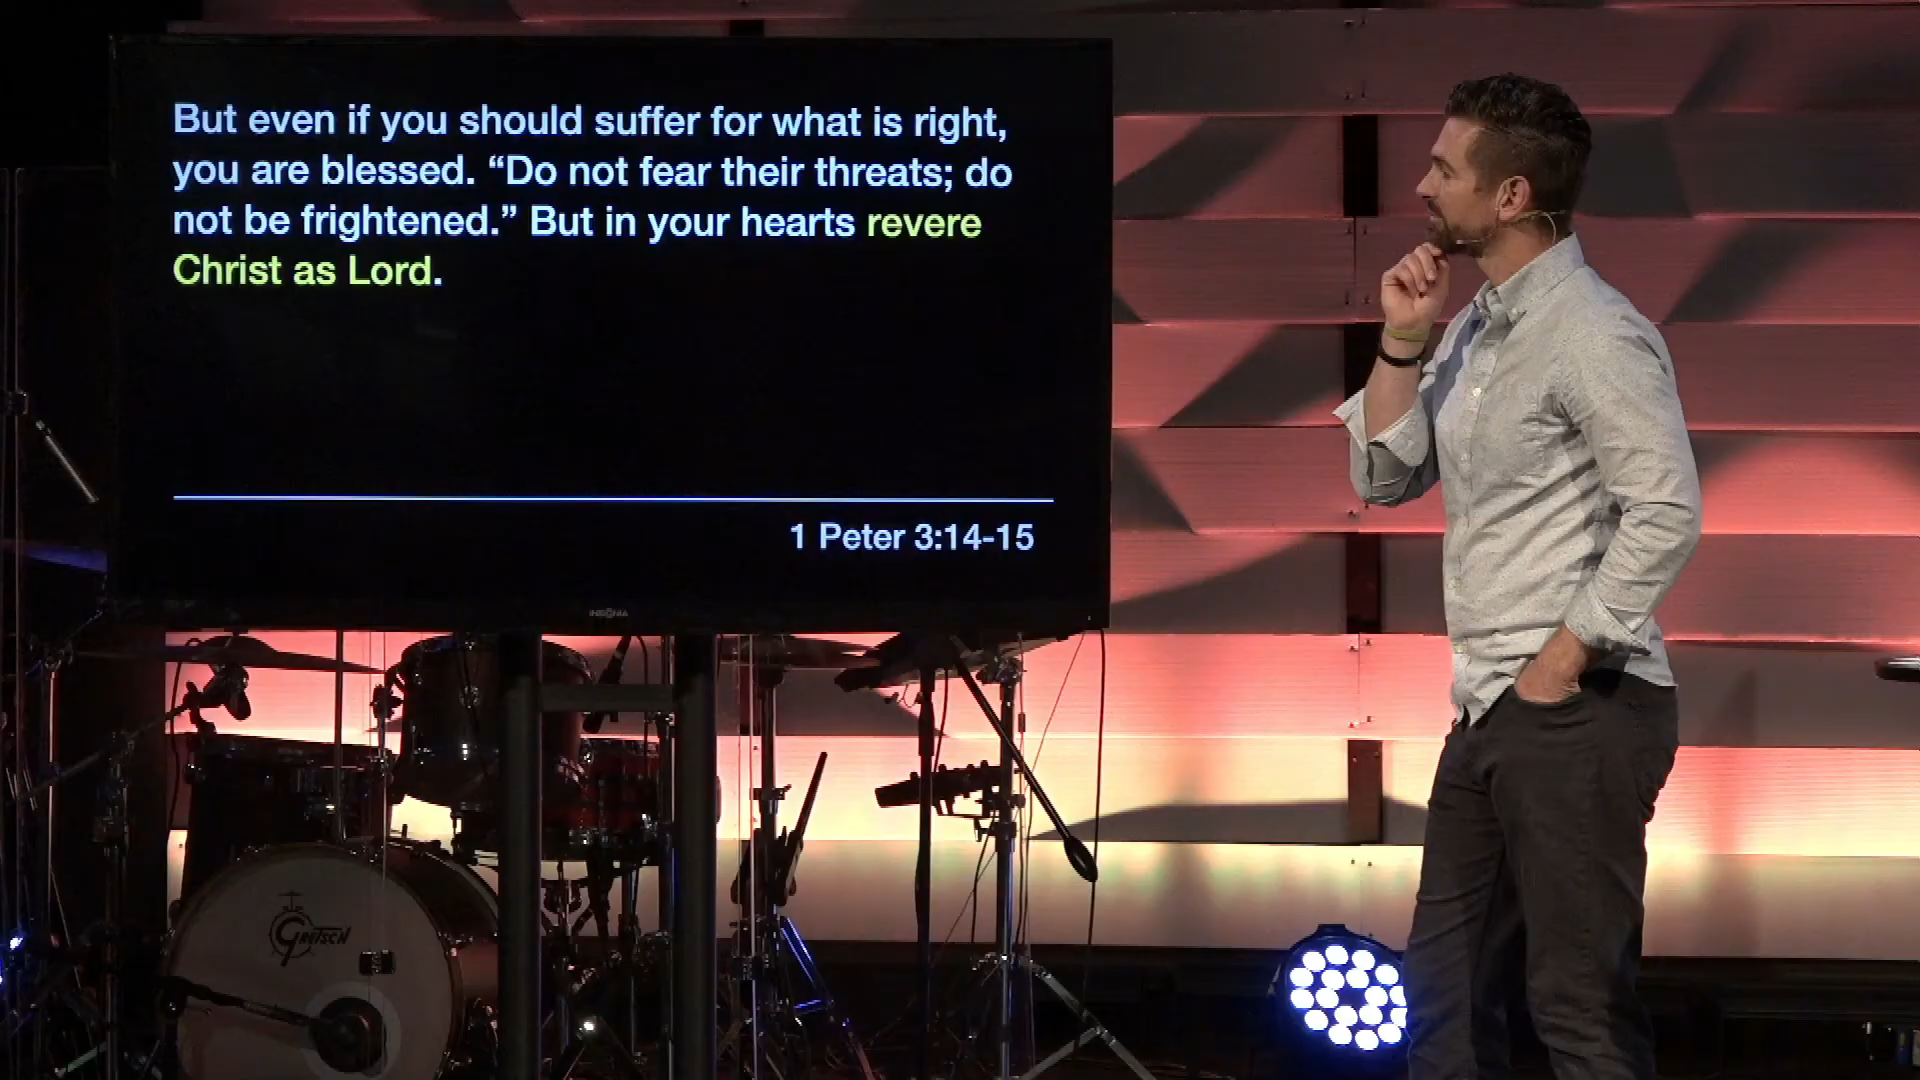 But even if you should suffer for what is right,
you are blessed. “Do not fear their threats; do
not be frightened.” But in your hearts revere
Christ as Lord.
1 Peter 3:14-15
INSIGNIA
GRETSCH